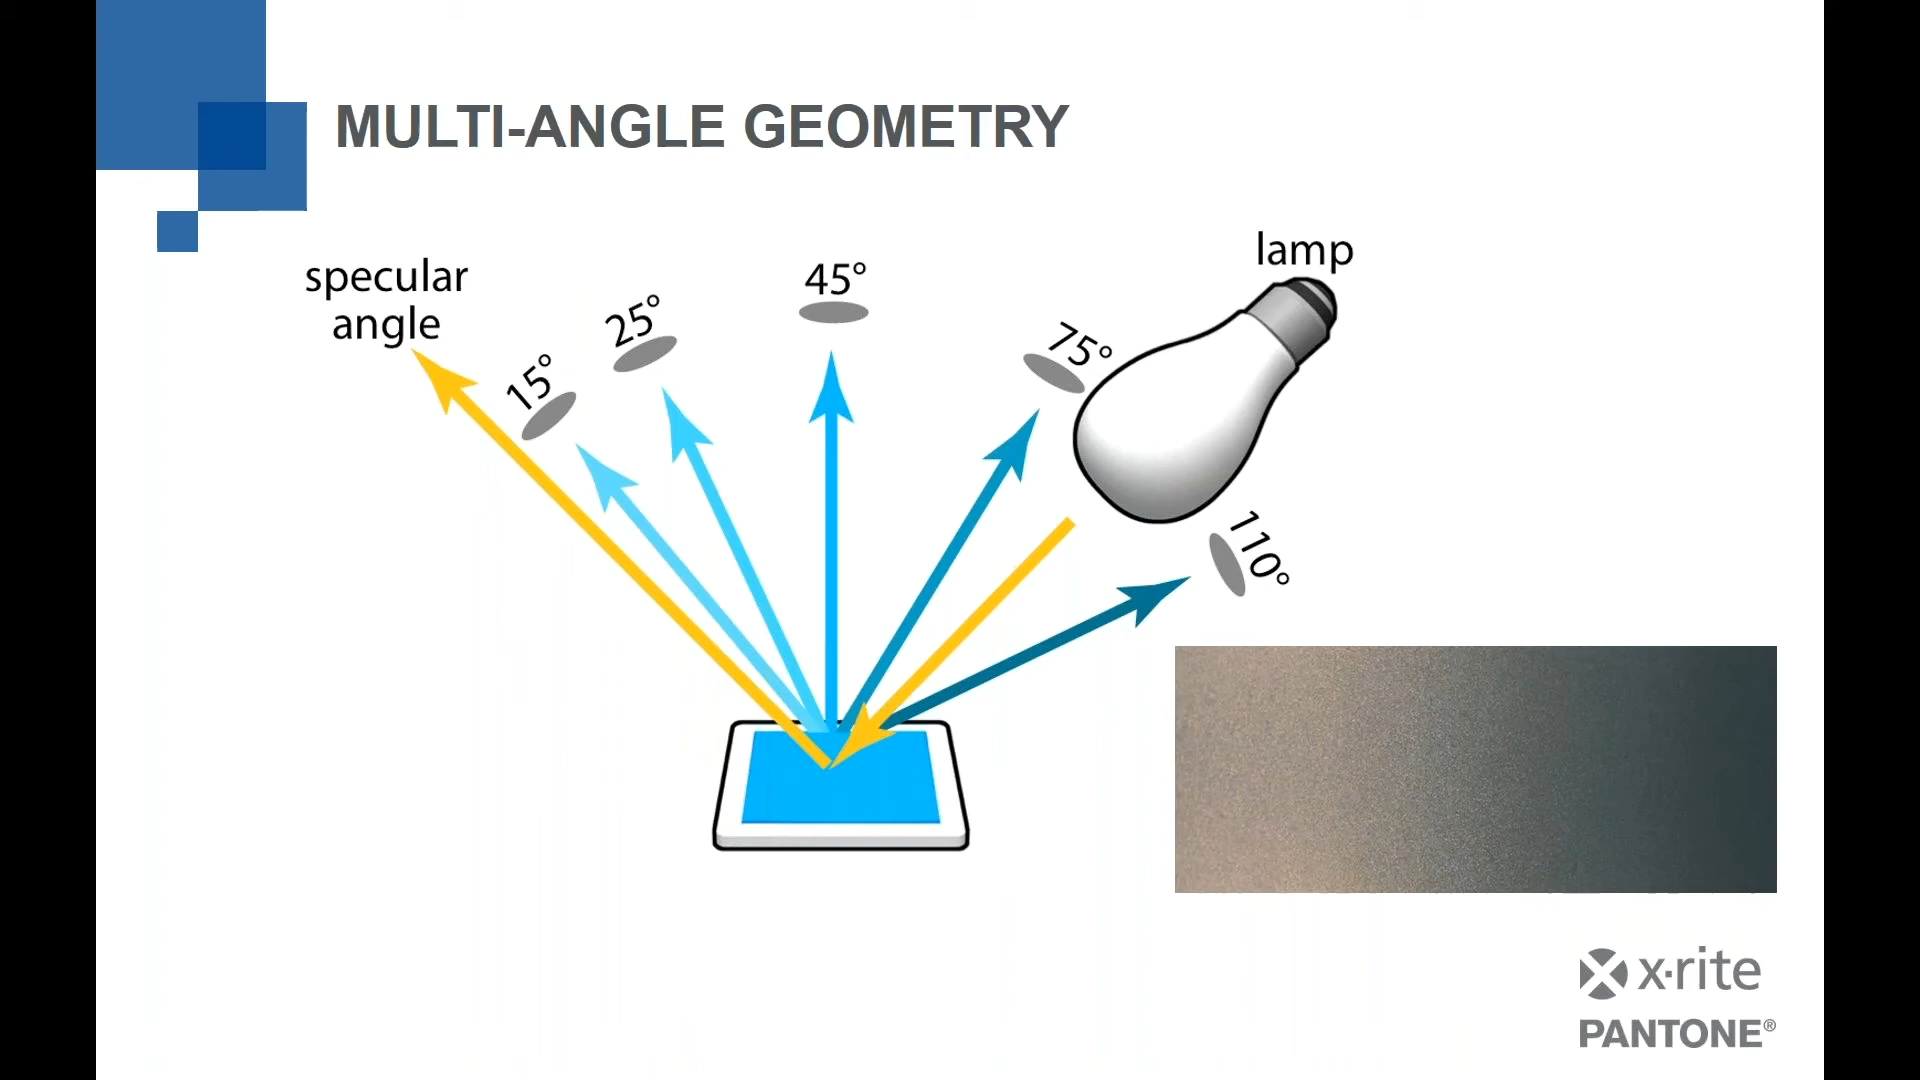 MULTI-ANGLE GEOMETRY
specular
angle
15°
25°
45°
75°
lamp
110°
x·rite
PANTONE®